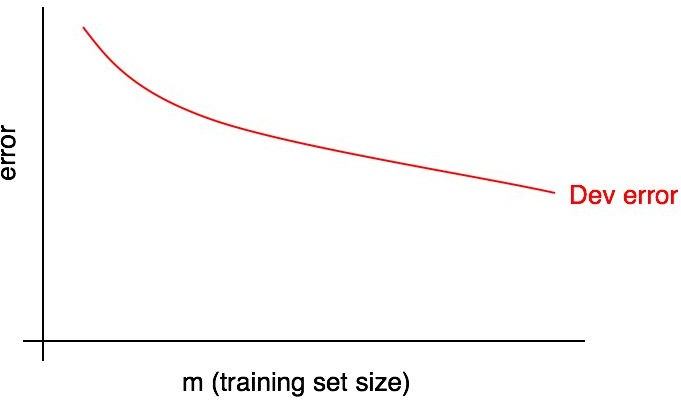 error
Dev error
m (training set size)